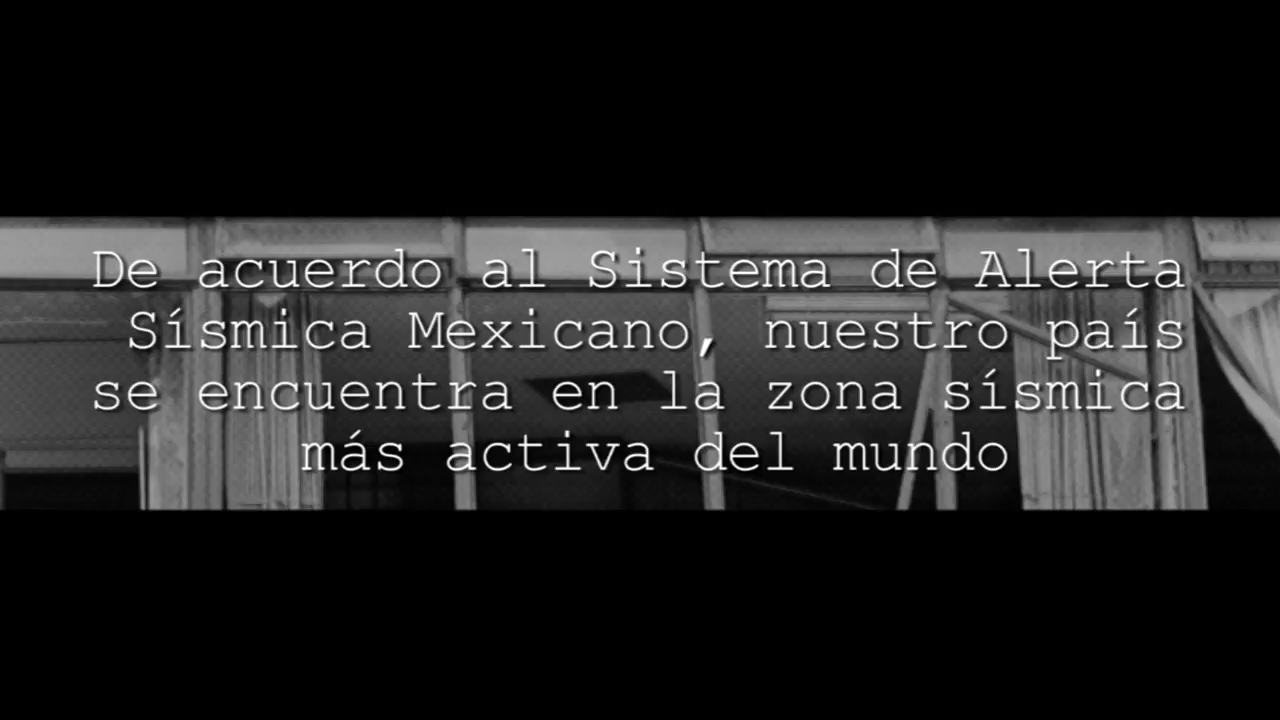 De acuerdo al Sistema de Alerta
Sísmica Mexicano, nuestro país
se encuentra en la zona sísmica
más activa del mundo